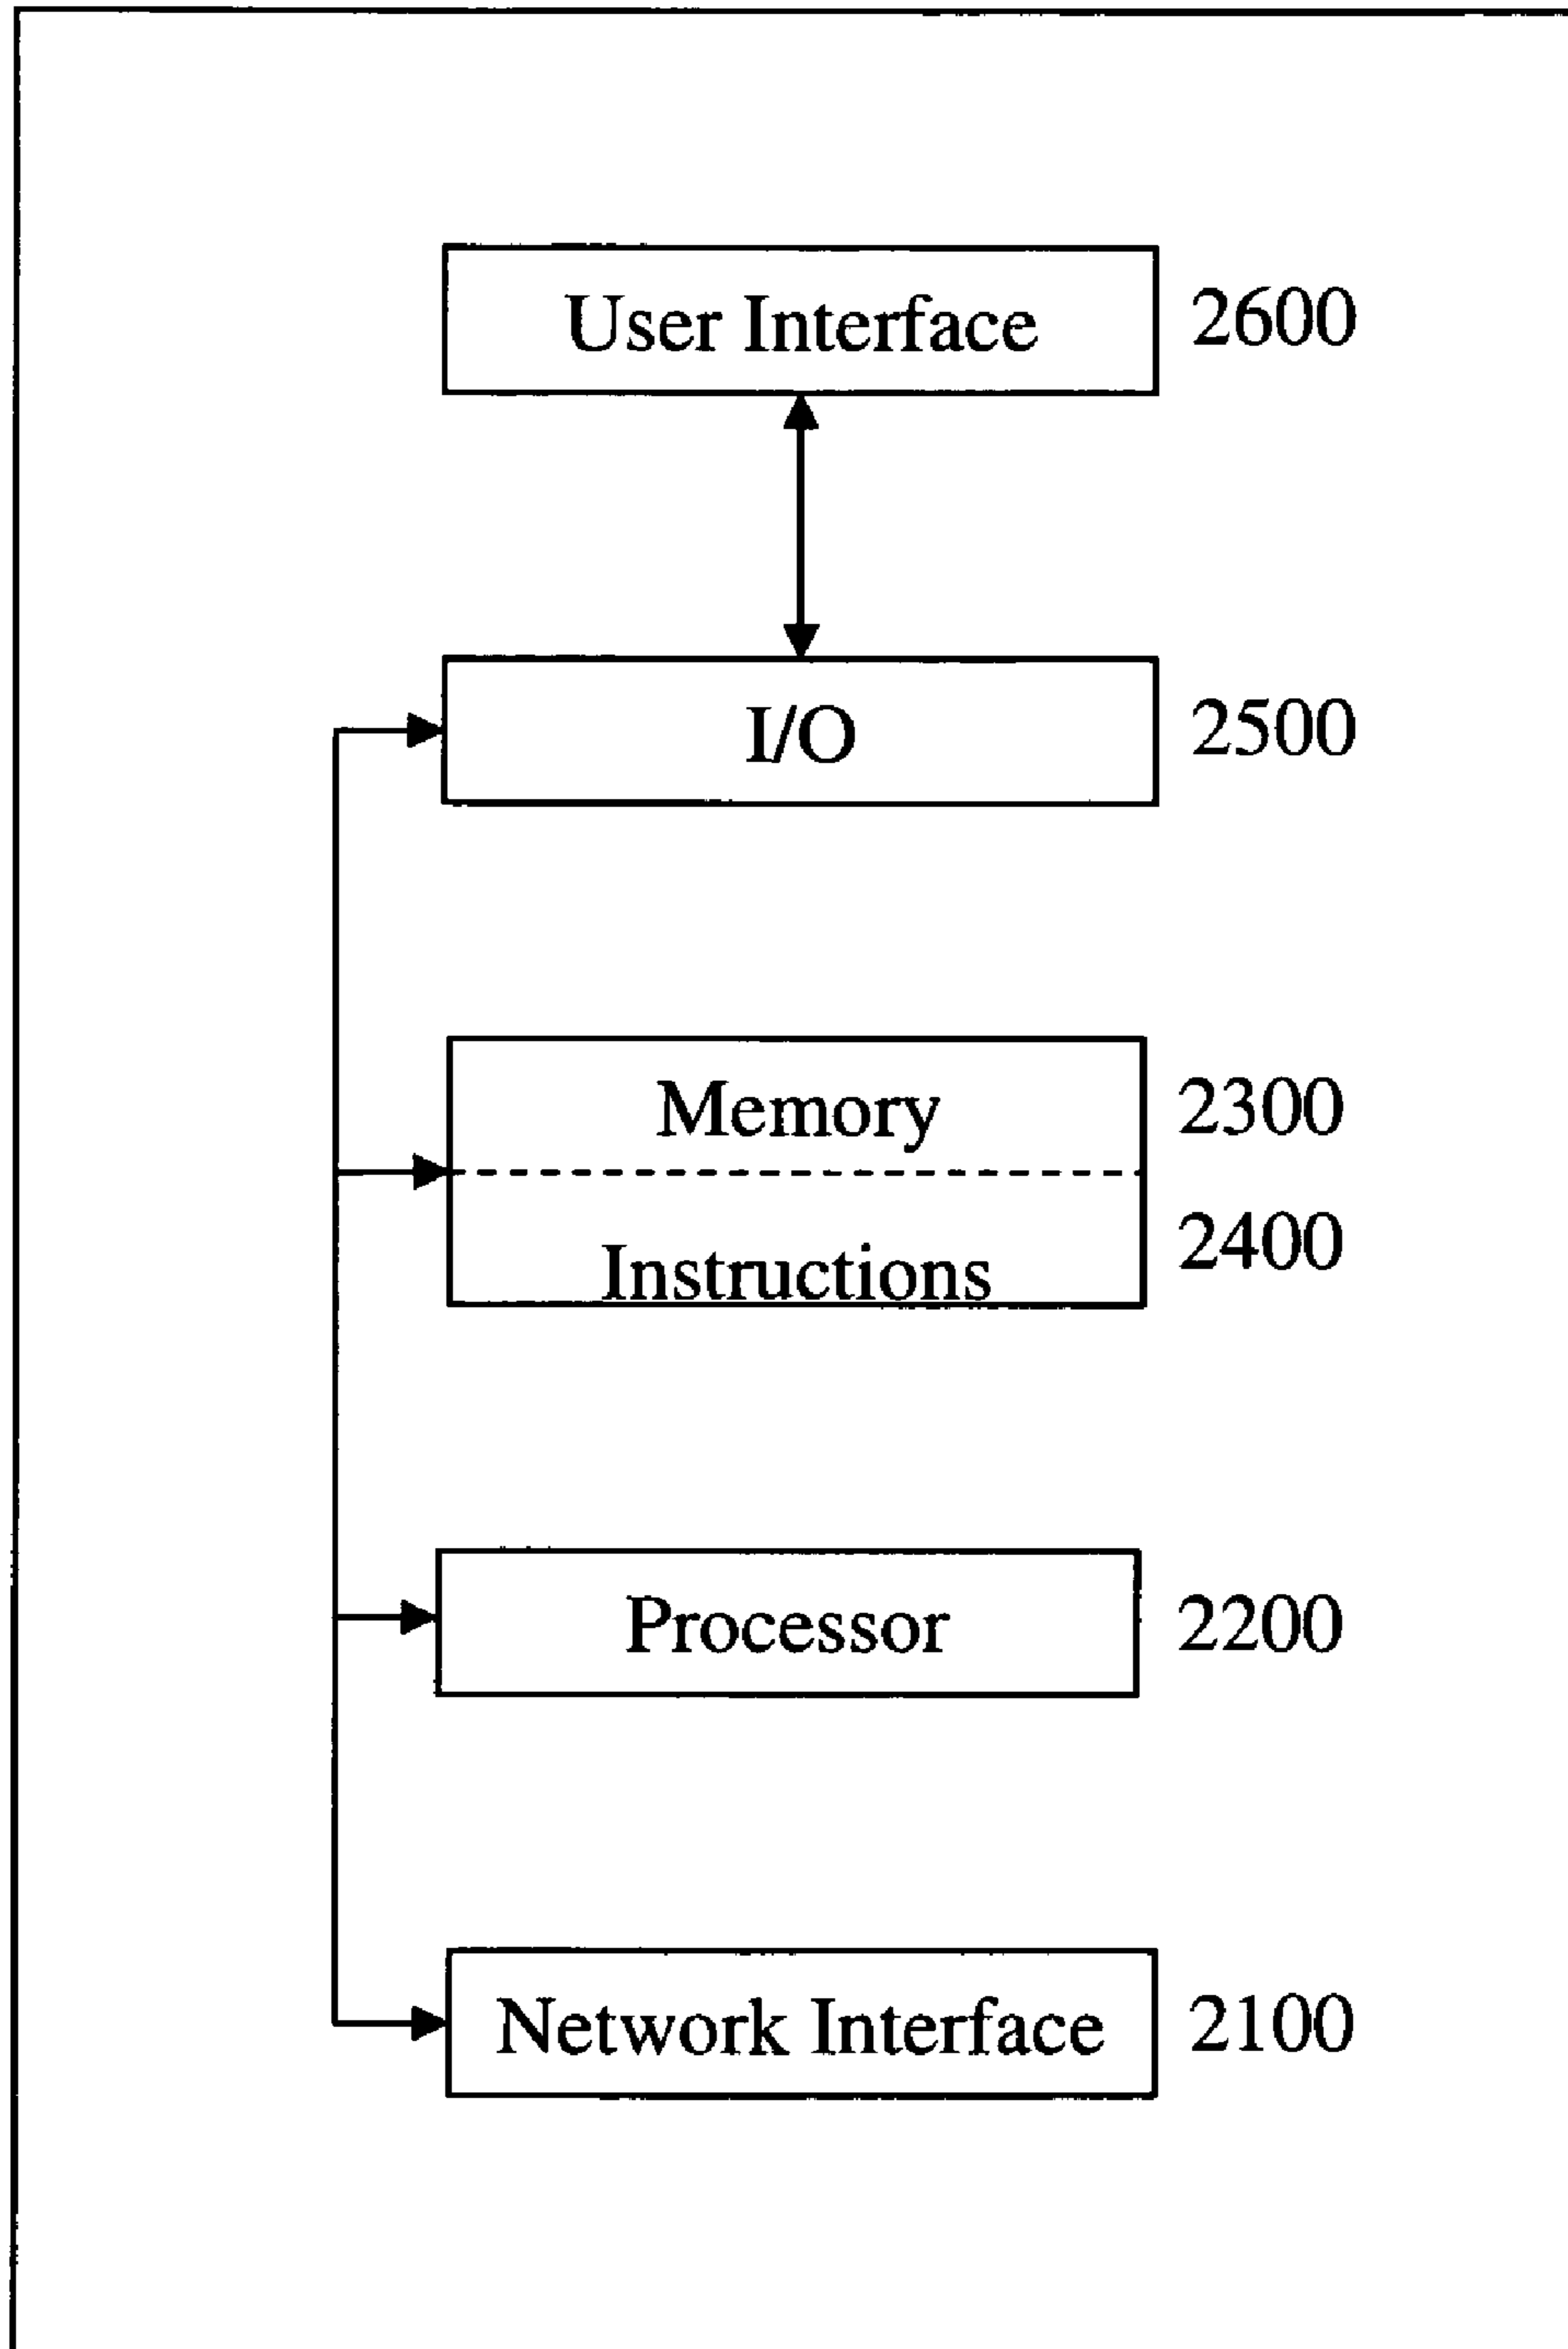 User Interface 2600
I/O 2500
Memory 2300
Instructions 2400
Processor 2200
Network Interface 2100